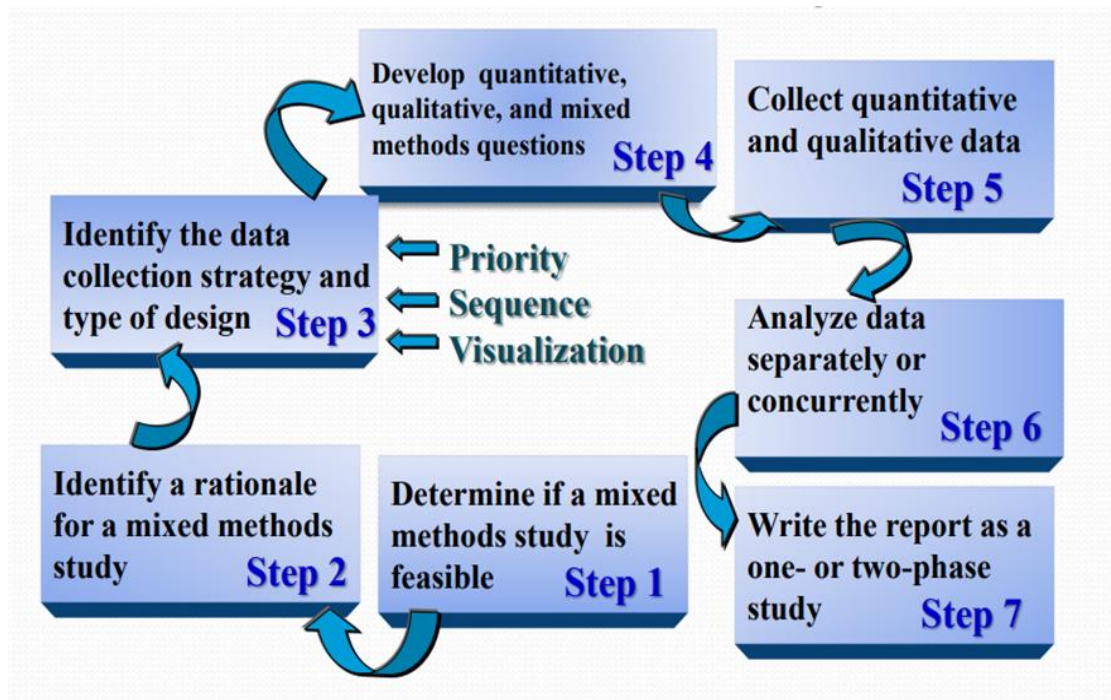 Develop quantitative,
qualitative, and mixed
methods questions
Step 4
Collect quantitative
and qualitative data
Step 5
Identify the data
collection strategy and
type of design
Step 3
Priority
Sequence
Visualization
Analyze data
separately or
concurrently
Step 6
Identify a rationale
for a mixed methods
study
Step 2
Determine if a mixed
methods study is
feasible
Step 1
Write the report as a
one- or two-phase
study
Step 7